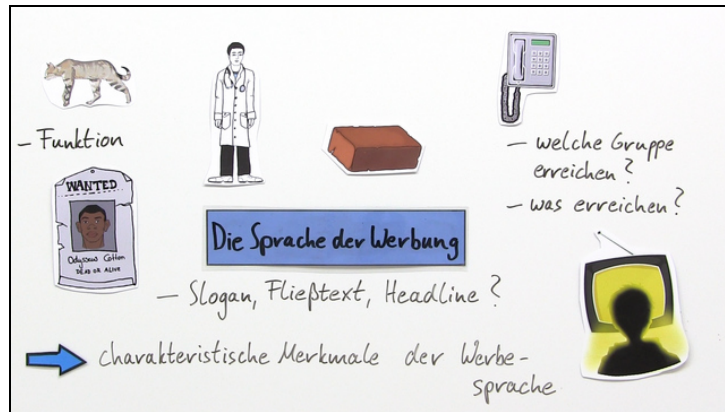 - Funktion
WANTED
Odysseus Cotton
DEAD OR ALIVE
- welche Gruppe
erreichen?
- was erreichen?
Die Sprache der Werbung
- Slogan, Fließtext, Headline?
charakteristische Merkmale der Werbe-
sprache